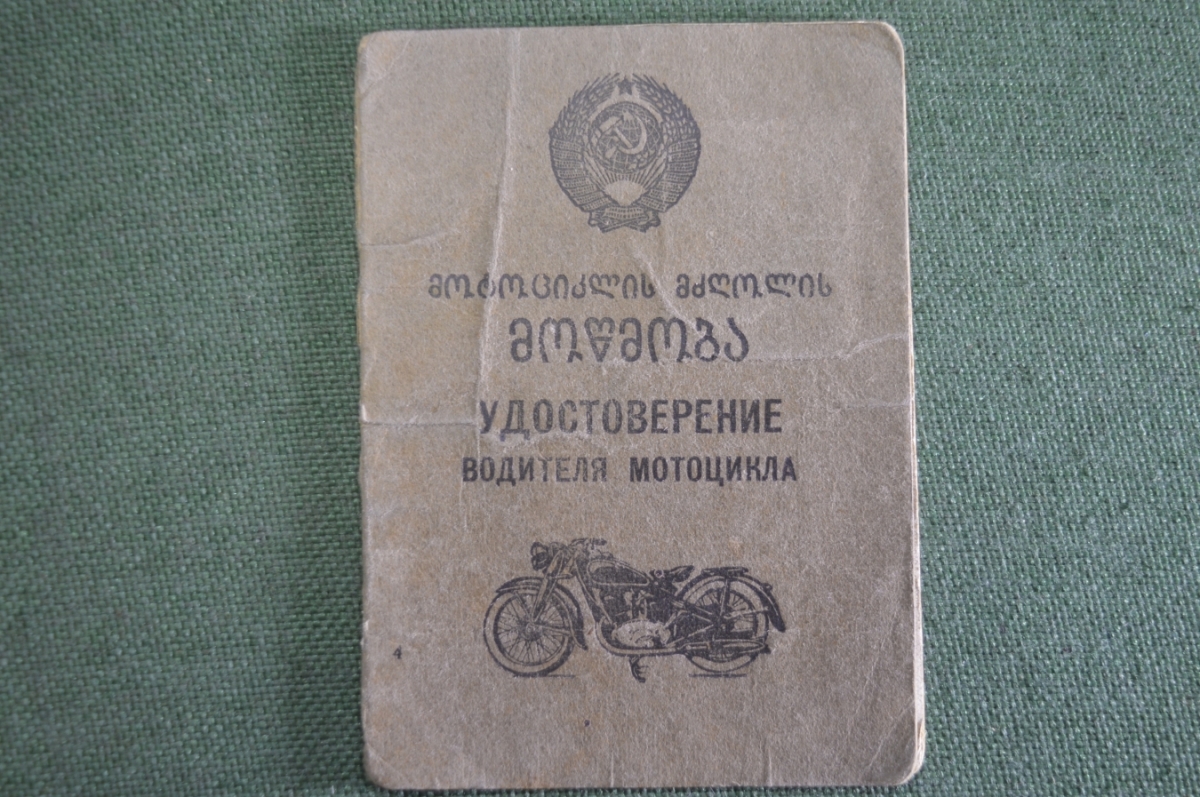 მოტოციკლის მძღოლის
მოწმობა
УДОСТОВЕРЕНИЕ
ВОДИТЕЛЯ МОТОЦИКЛА
4